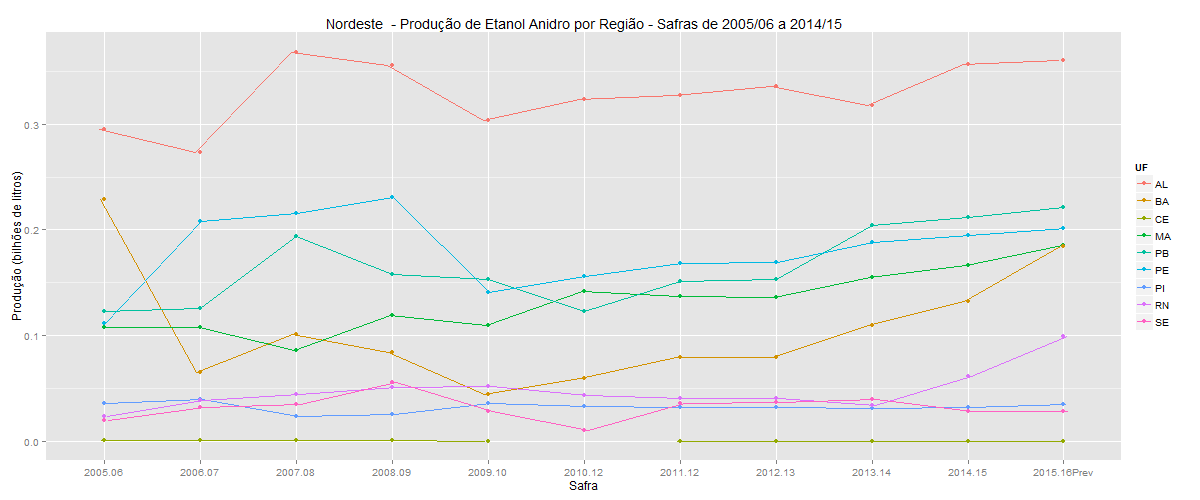 Nordeste - Produção de Etanol Anidro por Região - Safras de 2005/06 a 2014/15
Produção (bilhões de litros)
0.3
0.2
0.1
0.0
2005.06 2006.07 2007.08 2008.09 2009.10 2010.12 2011.12 2012.13 2013.14 2014.15 2015.16Prev
Safra
UF
AL
BA
CE
MA
PB
PE
PI
RN
SE